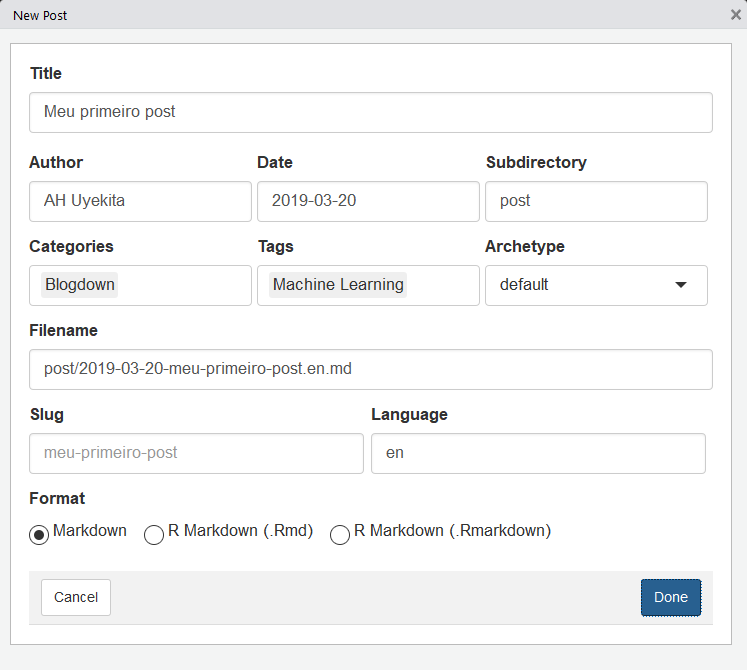 New Post
Title
Meu primeiro post
Author Date Subdirectory
AH Uyekita 2019-03-20 post
Categories Tags Archetype
Blogdown Machine Learning default
Filename
post/2019-03-20-meu-primeiro-post.en.md
Slug Language
meu-primeiro-post en
Format
Markdown R Markdown (.Rmd) R Markdown (.Rmarkdown)
Cancel Done